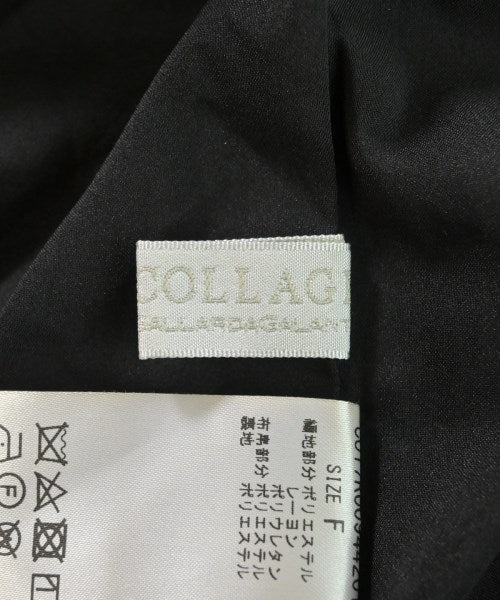 COLLAG
GALLARDAGALANT
SIZE F
編地部分 ポリエステル
レーヨン
ポリウレタン
布帛部分 ポリエステル
裏地 ポリエステル